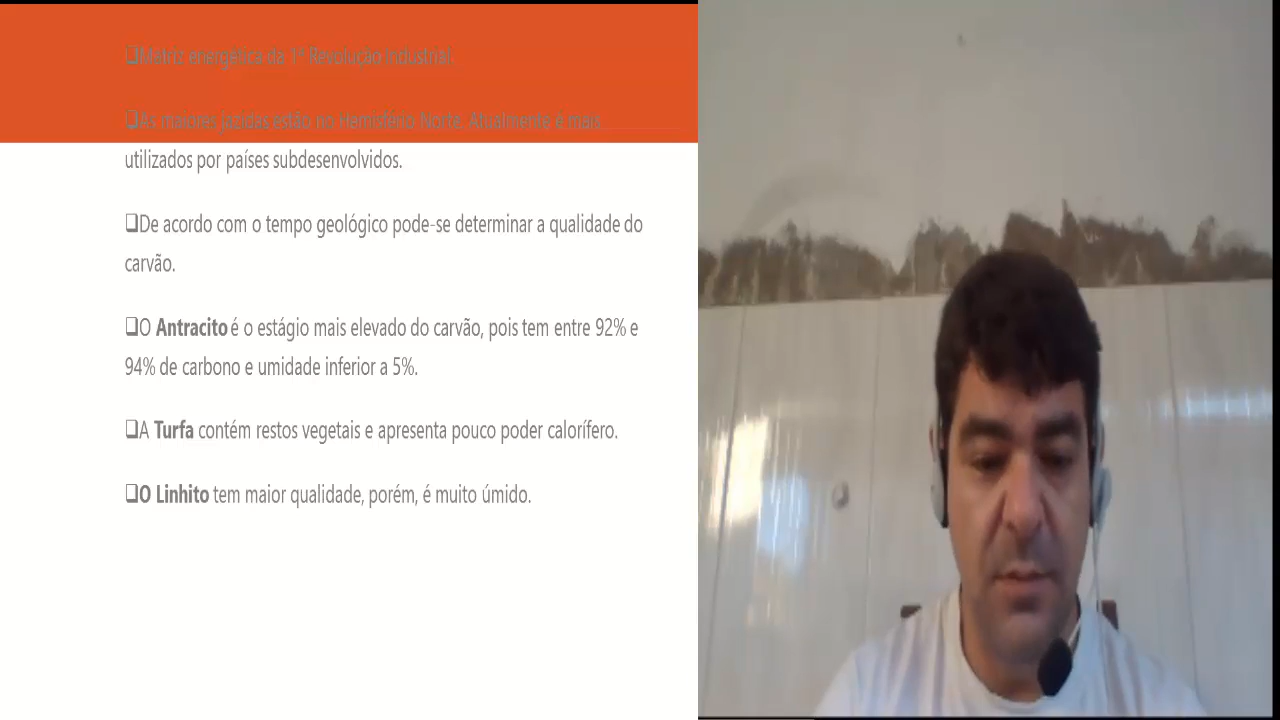 ❑Matriz energética da 1ª Revolução Industrial
❑As maiores jazidas estão no Hemisfério Norte. Atualmente é mais
utilizados por países subdesenvolvidos.
❑De acordo com o tempo geológico pode-se determinar a qualidade do
carvão.
❑O Antracito é o estágio mais elevado do carvão, pois tem entre 92% e
94% de carbono e umidade inferior a 5%.
❑A Turfa contém restos vegetais e apresenta pouco poder calorífero.
❑O Linhito tem maior qualidade, porém, é muito úmido.